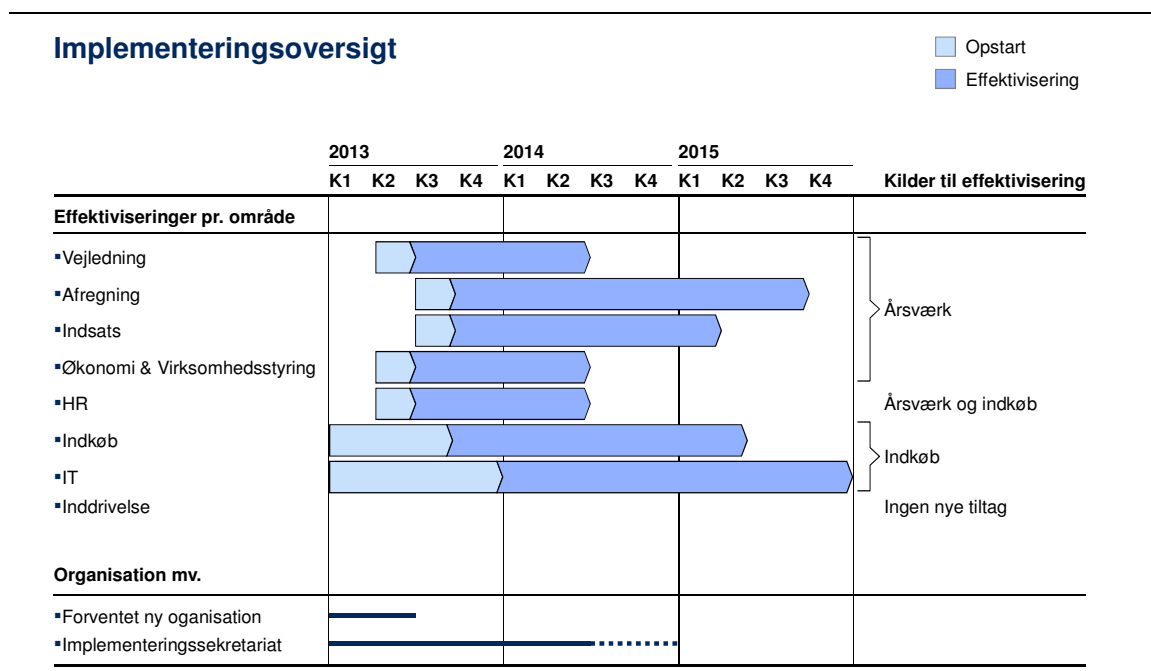 Implementeringsoversigt
Opstart
Effektivisering
2013 2014 2015
K1 K2 K3 K4 K1 K2 K3 K4 K1 K2 K3 K4 Kilder til effektivisering
Effektiviseringer pr. område
▪Vejledning
▪Afregning
Årsværk
▪Indsats
▪Økonomi & Virksomhedsstyring
▪HR Årsværk og indkøb
▪Indkøb
Indkøb
▪IT
▪Inddrivelse Ingen nye tiltag
Organisation mv.
▪Forventet ny oganisation
▪Implementeringssekretariat